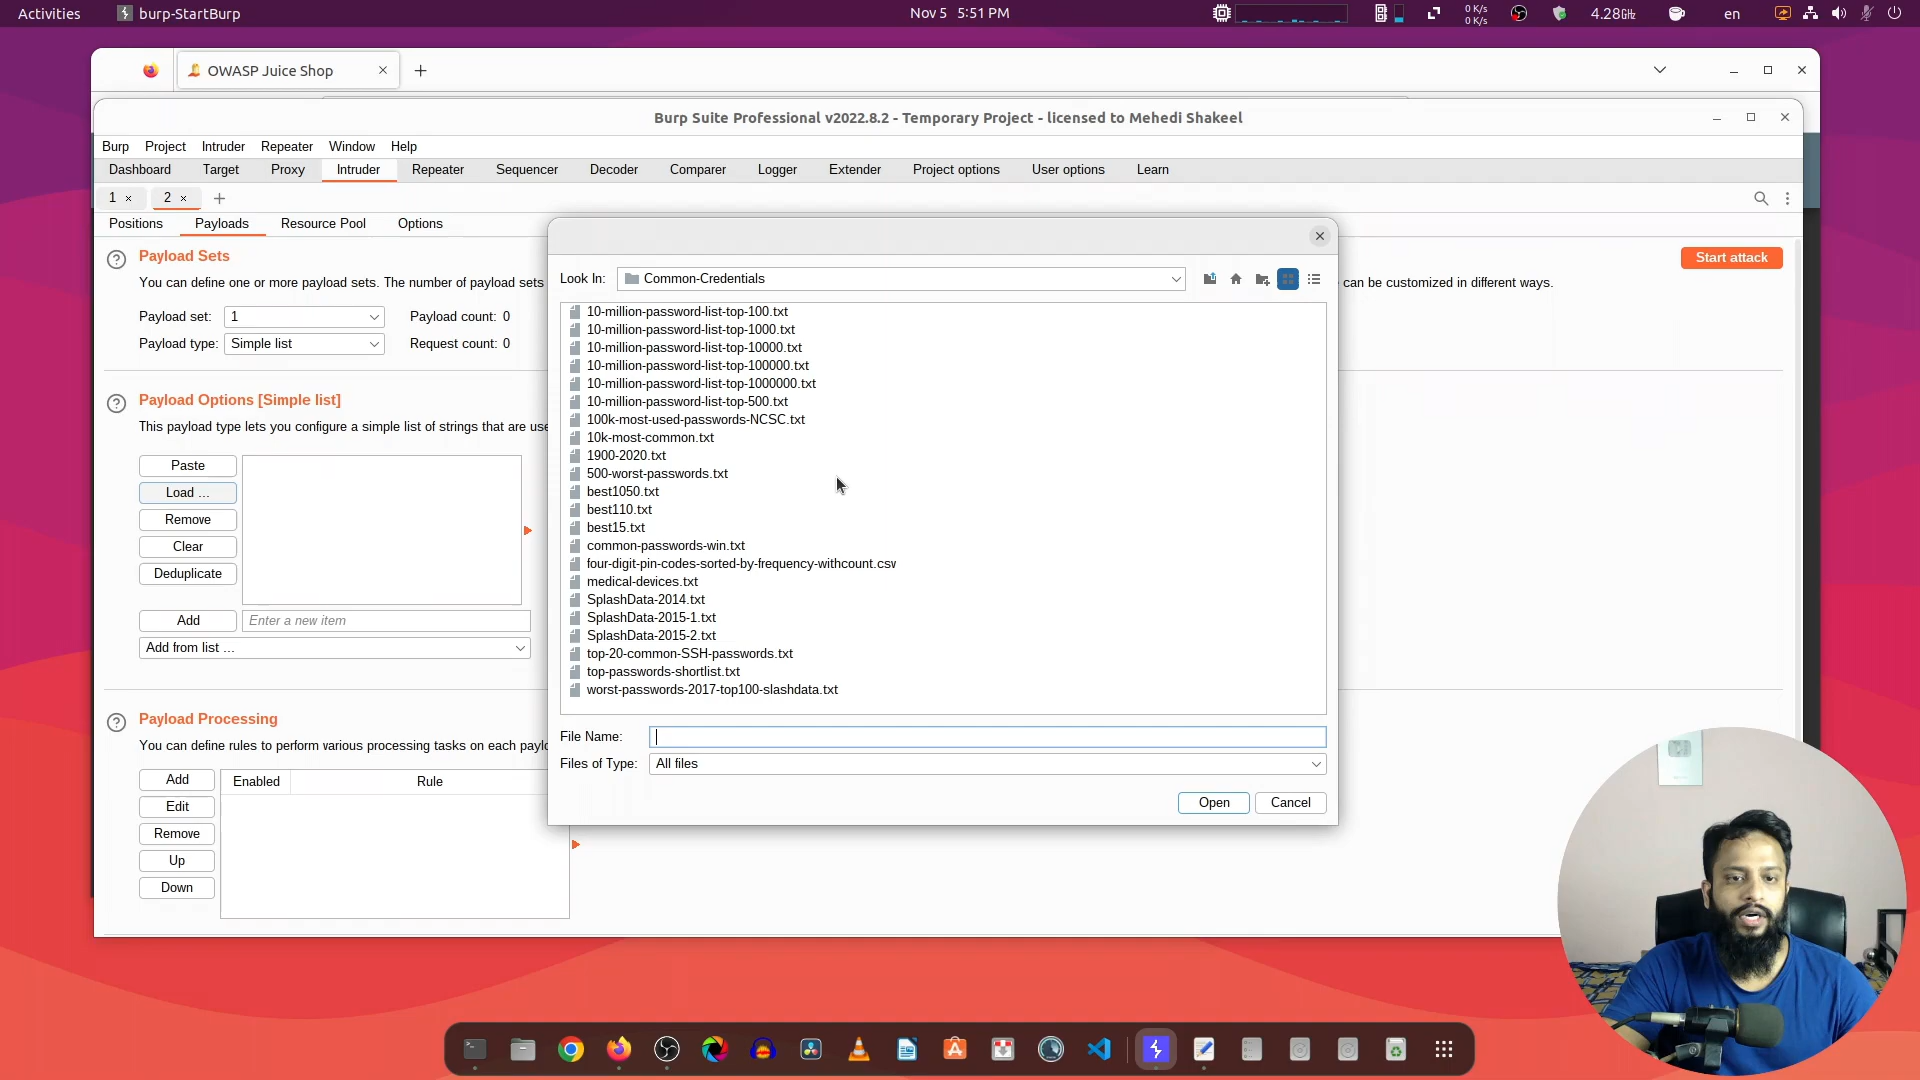 Activities
burp-StartBurp
Nov 5 5:51 PM
0 K/s
0 K/s
4.28GHz
en
OWASP Juice Shop
Burp Suite Professional v2022.8.2 - Temporary Project - licensed to Mehedi Shakeel
Burp Project Intruder Repeater Window Help
Dashboard Target Proxy Intruder Repeater Sequencer Decoder Comparer Logger Extender Project options User options Learn
1 × 2 × +
Positions Payloads Resource Pool Options
Payload Sets
Start attack
You can define one or more payload sets. The number of payload sets
can be customized in different ways.
Payload set: 1 Payload count: 0
Payload type: Simple list Request count: 0
Payload Options [Simple list]
This payload type lets you configure a simple list of strings that are use
Paste
Load ...
Remove
Clear
Deduplicate
Add Enter a new item
Add from list ...
Payload Processing
You can define rules to perform various processing tasks on each paylo
Add
Edit
Remove
Up
Down
Enabled Rule
Look In: Common-Credentials
10-million-password-list-top-100.txt
10-million-password-list-top-1000.txt
10-million-password-list-top-10000.txt
10-million-password-list-top-100000.txt
10-million-password-list-top-1000000.txt
10-million-password-list-top-500.txt
100k-most-used-passwords-NCSC.txt
10k-most-common.txt
1900-2020.txt
500-worst-passwords.txt
best1050.txt
best110.txt
best15.txt
common-passwords-win.txt
four-digit-pin-codes-sorted-by-frequency-withcount.csv
medical-devices.txt
SplashData-2014.txt
SplashData-2015-1.txt
SplashData-2015-2.txt
top-20-common-SSH-passwords.txt
top-passwords-shortlist.txt
worst-passwords-2017-top100-slashdata.txt
File Name:
Files of Type: All files
Open Cancel